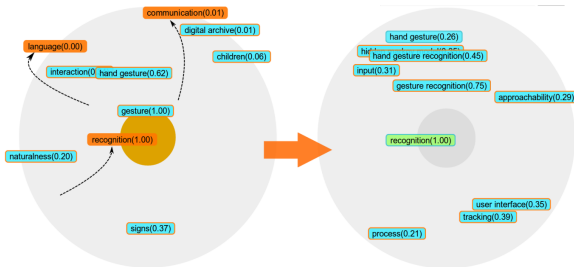 communication(0.01)
digital archive(0.01)
language(0.00)
children(0.06)
interaction(0.
hand gesture(0.62)
gesture(1.00)
recognition(1.00)
naturalness(0.20)
signs(0.37)
hand gesture(0.26)
hand gesture recognition(0.45)
input(0.31)
gesture recognition(0.75)
approachability(0.29)
recognition(1.00)
user interface(0.35)
tracking(0.39)
process(0.21)